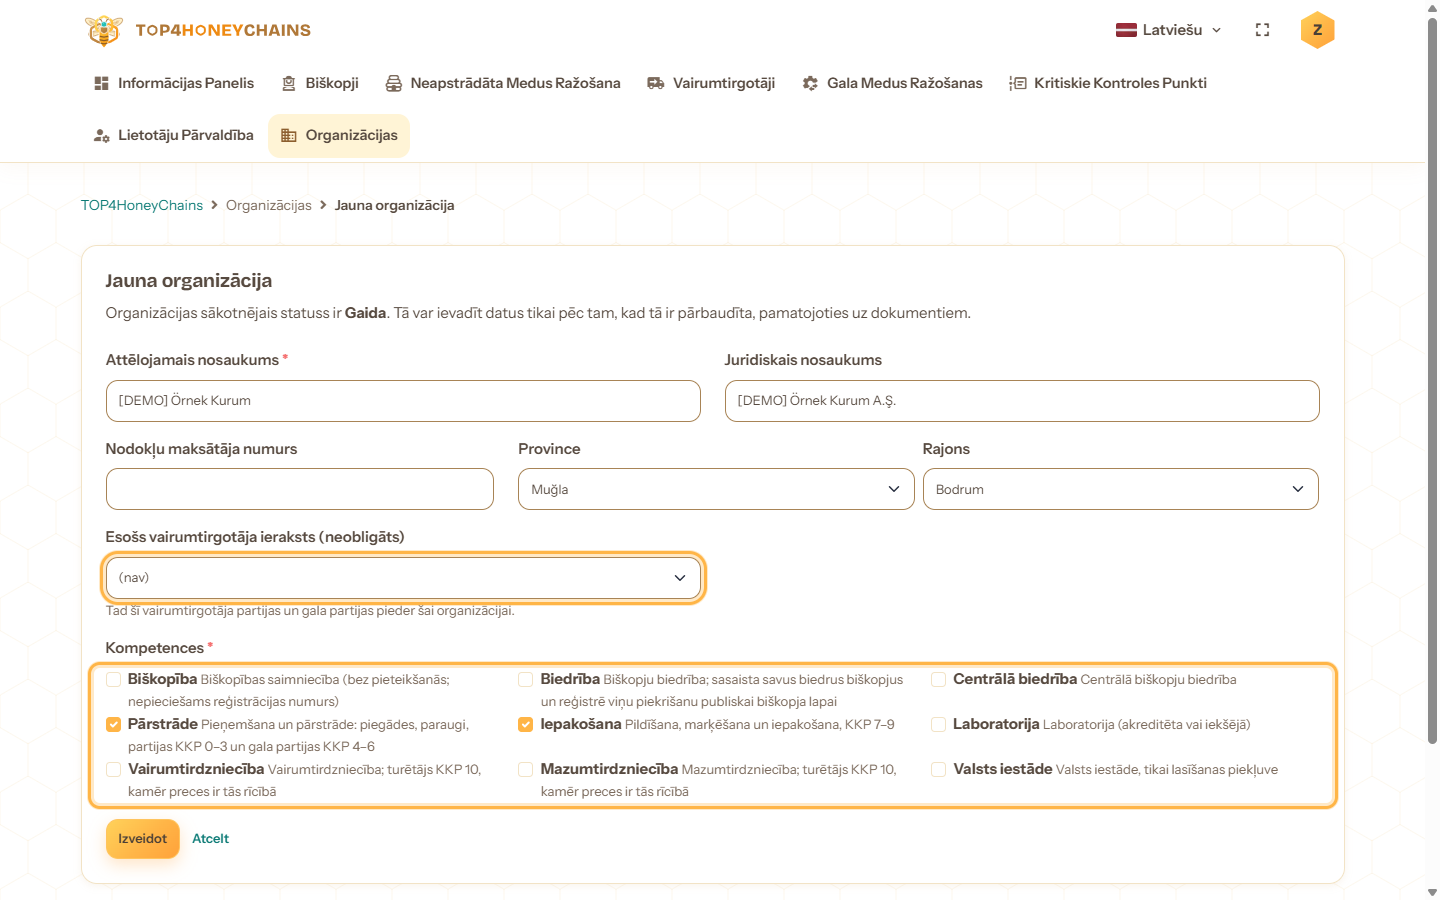 TOP4HONEYCHAINS
Latviešu
Z
Informācijas Panelis
Biškopji
Neapstrādāta Medus Ražošana
Vairumtirgotāji
Gala Medus Ražošanas
Kritiskie Kontroles Punkti
Lietotāju Pārvaldība
Organizācijas
TOP4HoneyChains > Organizācijas > Jauna organizācija
Jauna organizācija
Organizācijas sākotnējais statuss ir Gaida. Tā var ievadīt datus tikai pēc tam, kad tā ir pārbaudīta, pamatojoties uz dokumentiem.
Attēlojamais nosaukums *
Juridiskais nosaukums
[DEMO] Örnek Kurum
[DEMO] Örnek Kurum A.Ş.
Nodokļu maksātāja numurs
Province
Rajons
Muğla
Bodrum
Esošs vairumtirgotāja ieraksts (neobligāts)
(nav)
Tad šī vairumtirgotāja partijas un gala partijas pieder šai organizācijai.
Kompetences *
Biškopība Biškopības saimniecība (bez pieteikšanās;
nepieciešams reģistrācijas numurs)
Biedrība Biškopju biedrība; sasaista savus biedrus biškopjus
un reģistrē viņu piekrišanu publiskai biškopja lapai
Centrālā biedrība Centrālā biškopju biedrība
Pārstrāde Pieņemšana un pārstrāde: piegādes, paraugi,
partijas KKP 0–3 un gala partijas KKP 4–6
Iepakošana Pildīšana, marķēšana un iepakošana, KKP 7–9
Laboratorija Laboratorija (akreditēta vai iekšējā)
Vairumtirdzniecība Vairumtirdzniecība; turētājs KKP 10,
kamēr preces ir tās rīcībā
Mazumtirdzniecība Mazumtirdzniecība; turētājs KKP 10,
kamēr preces ir tās rīcībā
Valsts iestāde Valsts iestāde, tikai lasīšanas piekļuve
Izveidot
Atcelt